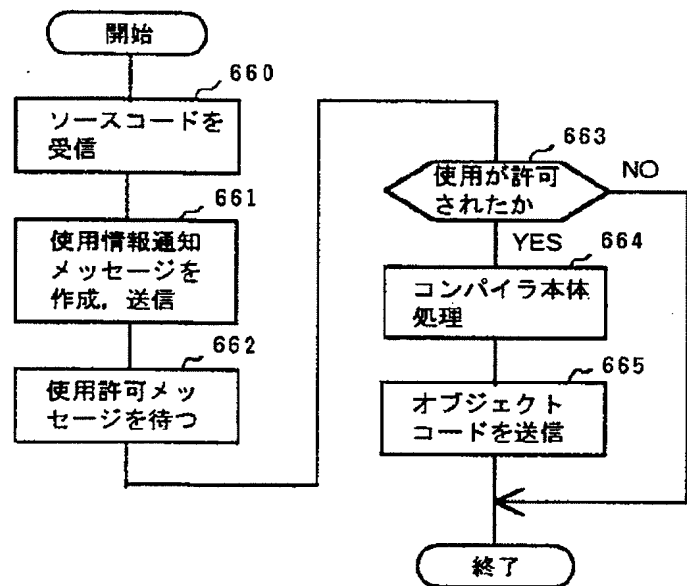 開始
660
ソースコードを
受信
661
使用情報通知
メッセージを
作成，送信
662
使用許可メッ
セージを待つ
663
使用が許可
されたか
NO
YES
664
コンパイラ本体
処理
665
オブジェクト
コードを送信
終了